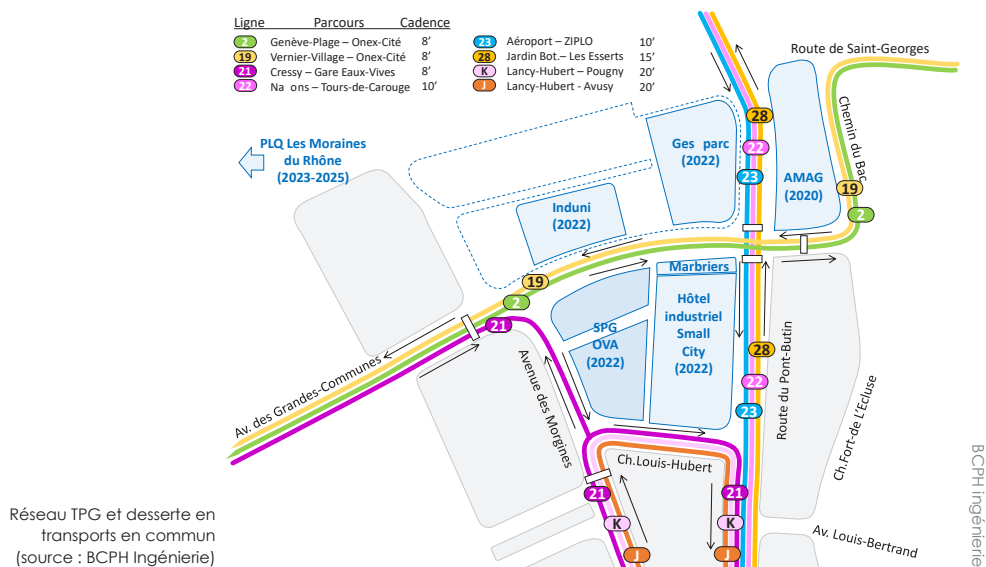 Ligne Parcours Cadence
2 Genève-Plage – Onex-Cité 8’
19 Vernier-Village – Onex-Cité 8’
21 Cressy – Gare Eaux-Vives 8’
22 Na ons – Tours-de-Carouge 10’
23 Aéroport – ZIPLO 10’
28 Jardin Bot.– Les Esserts 15’
K Lancy-Hubert – Pougny 20’
J Lancy-Hubert - Avusy 20’
Route de Saint-Georges
Chemin du Bac
28
22
23
Ges parc
(2022)
AMAG
(2020)
19
2
PLQ Les Moraines
du Rhône
(2023-2025)
Induni
(2022)
Marbriers
19
2
21
Hôtel
industriel
Small
City
(2022)
SPG
OVA
(2022)
28
22
23
Route du Pont-Butin
Av. des Grandes-Communes
Avenue des Morgines
Ch.Fort-de L’Ecluse
Ch.Louis-Hubert
21
K
J
21
K
J
Av. Louis-Bertrand
BCPH ingénierie
Réseau TPG et desserte en
transports en commun
(source : BCPH Ingénierie)